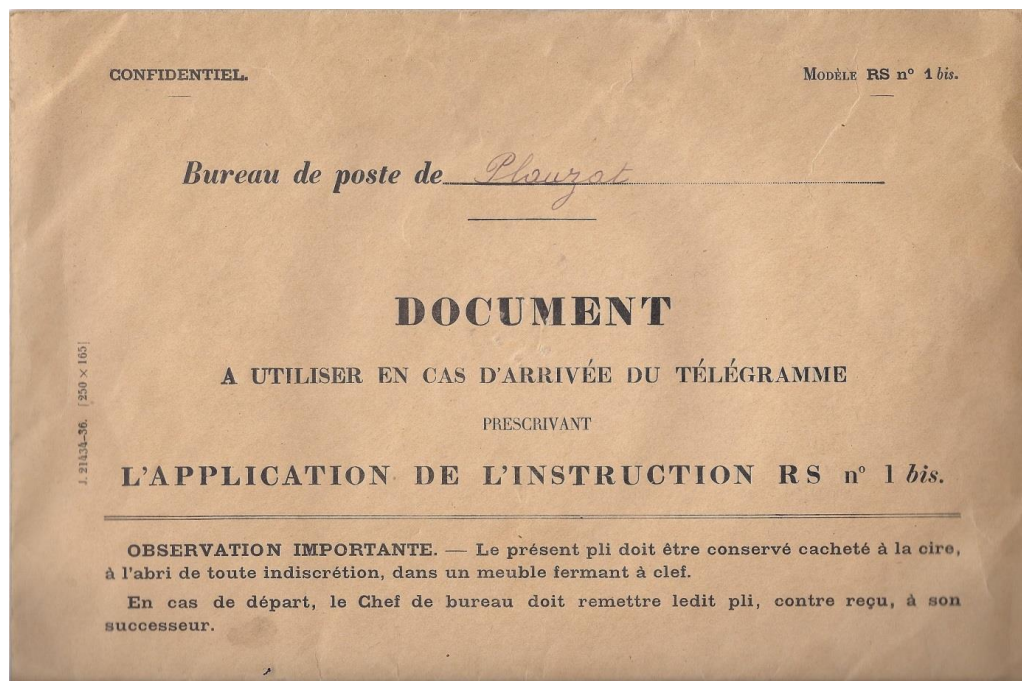 CONFIDENTIEL.
MODÈLE RS nº 1 bis.
Bureau de poste de Plauzat
DOCUMENT
A UTILISER EN CAS D'ARRIVÉE DU TÉLÉGRAMME
PRESCRIVANT
L'APPLICATION DE L'INSTRUCTION RS nº 1 bis.
J. 21434-36. [250 × 165]
OBSERVATION IMPORTANTE. — Le présent pli doit être conservé cacheté à la cire,
à l'abri de toute indiscrétion, dans un meuble fermant à clef.
En cas de départ, le Chef de bureau doit remettre ledit pli, contre reçu, à son
successeur.